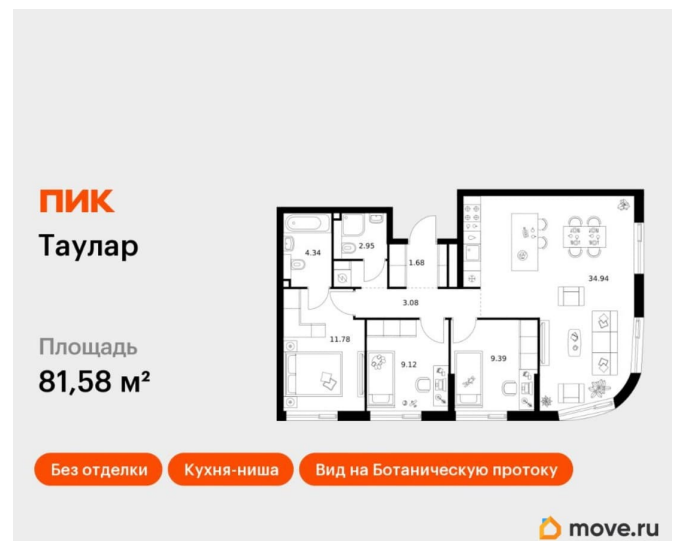 ПИК
Таулар
Площадь
81,58 м²
4.34
2.95
1.68
34.94
3.08
11.78
9.12
9.39
Без отделки
Кухня-ниша
Вид на Ботаническую протоку
move.ru